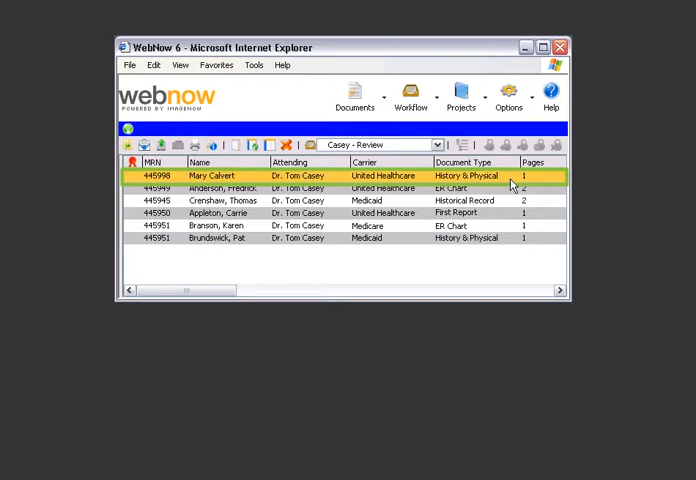 WebNow 6 - Microsoft Internet Explorer
File Edit View Favorites Tools Help
webnow
POWERED BY IMAGENOW
Documents Workflow Projects Options Help
Casey - Review
MRN Name Attending Carrier Document Type Pages
445998 Mary Calvert Dr. Tom Casey United Healthcare History & Physical 1
445949 Anderson, Fredrick Dr. Tom Casey United Healthcare ER Chart 2
445945 Crenshaw, Thomas Dr. Tom Casey Medicaid Historical Record 2
445950 Appleton, Carrie Dr. Tom Casey United Healthcare First Report 1
445951 Branson, Karen Dr. Tom Casey Medicare ER Chart 1
445951 Brundswick, Pat Dr. Tom Casey Medicaid History & Physical 1